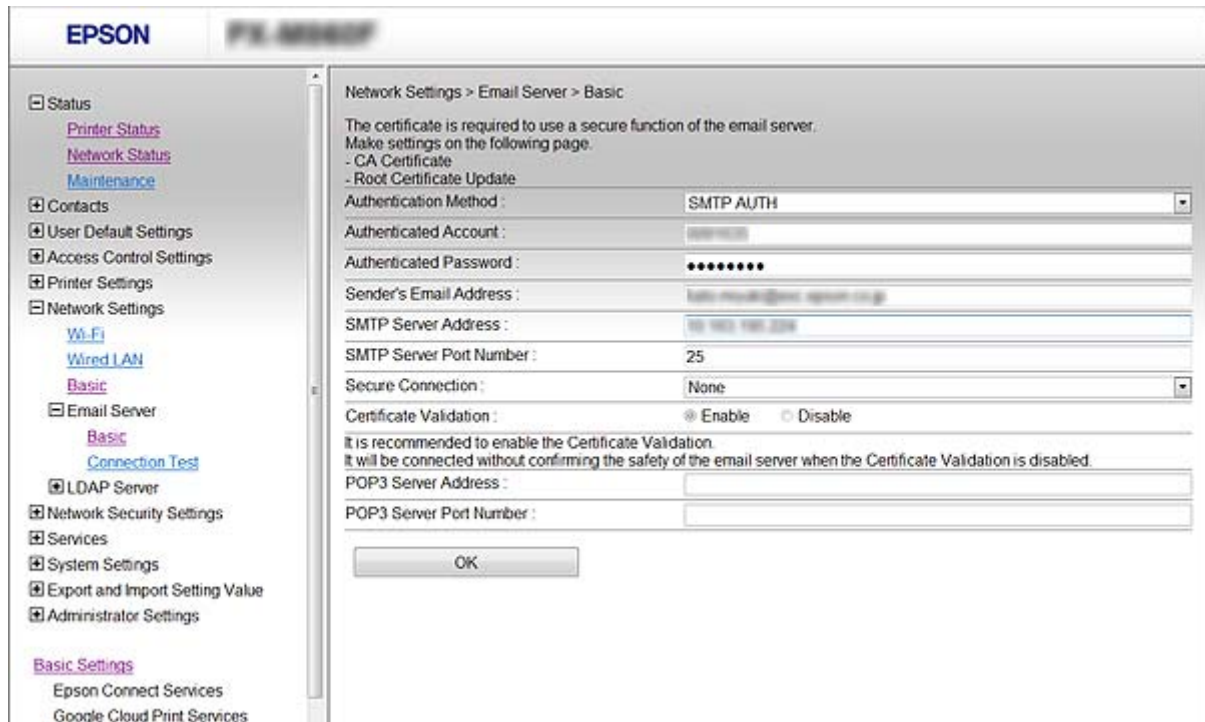 EPSON
Status
Printer Status
Network Status
Maintenance
Contacts
User Default Settings
Access Control Settings
Printer Settings
Network Settings
Wi-Fi
Wired LAN
Basic
Email Server
Basic
Connection Test
LDAP Server
Network Security Settings
Services
System Settings
Export and Import Setting Value
Administrator Settings
Basic Settings
Epson Connect Services
Google Cloud Print Services
Network Settings > Email Server > Basic
The certificate is required to use a secure function of the email server.
Make settings on the following page.
- CA Certificate
- Root Certificate Update
Authentication Method : SMTP AUTH
Authenticated Account :
Authenticated Password : ●●●●●●●●
Sender's Email Address :
SMTP Server Address :
SMTP Server Port Number : 25
Secure Connection : None
Certificate Validation : Enable Disable
It is recommended to enable the Certificate Validation.
It will be connected without confirming the safety of the email server when the Certificate Validation is disabled.
POP3 Server Address :
POP3 Server Port Number :
OK